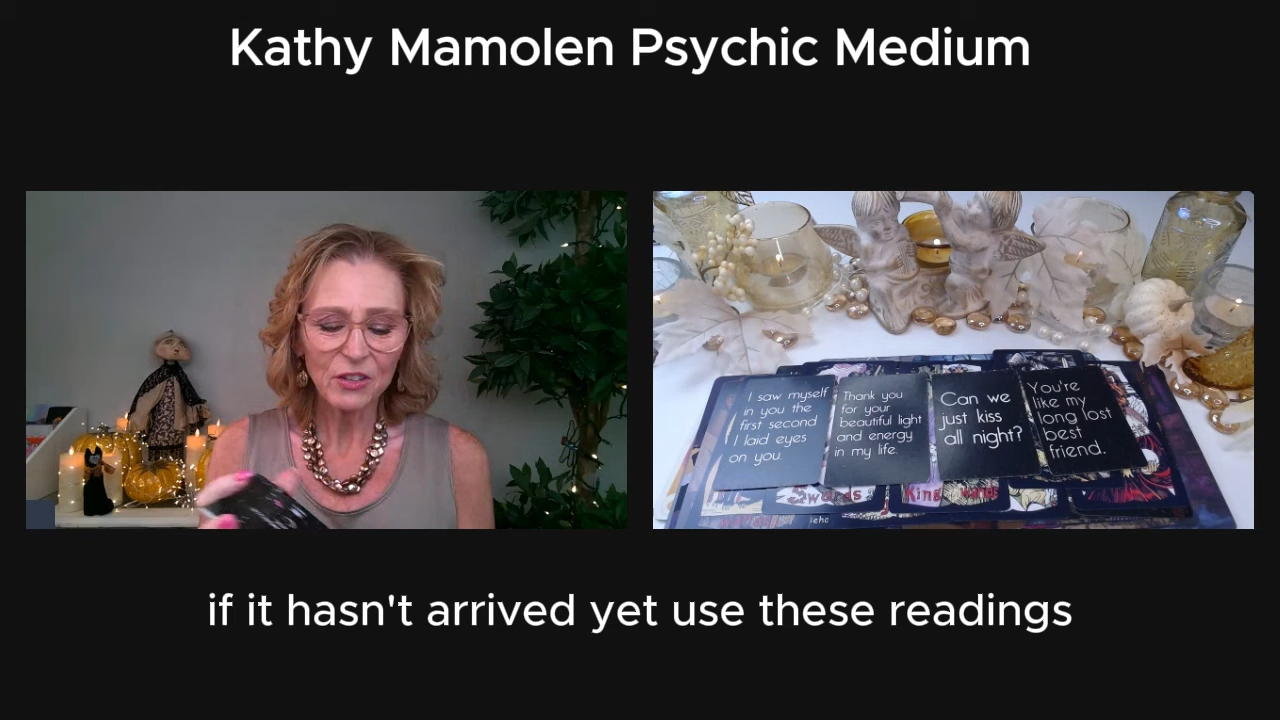 Kathy Mamolen Psychic Medium
I saw myself
in you the
first second
I laid eyes
on you.
Thank you
for your
beautiful light
and energy
in my life.
Can we
just kiss
all night?
You're
like my
long lost
best
friend.
Swords
King
wands
if it hasn't arrived yet use these readings